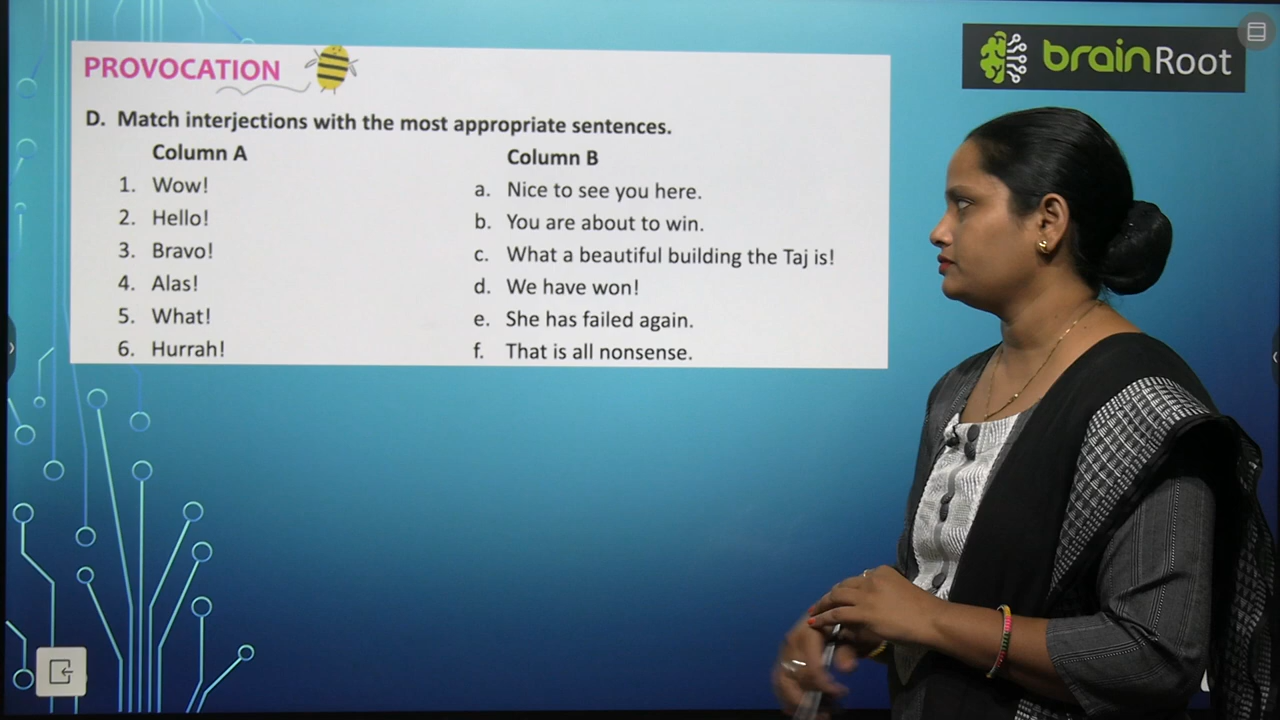 PROVOCATION
brainRoot
D. Match interjections with the most appropriate sentences.
Column A
Column B
1. Wow!
a. Nice to see you here.
2. Hello!
b. You are about to win.
3. Bravo!
c. What a beautiful building the Taj is!
4. Alas!
d. We have won!
5. What!
e. She has failed again.
6. Hurrah!
f. That is all nonsense.